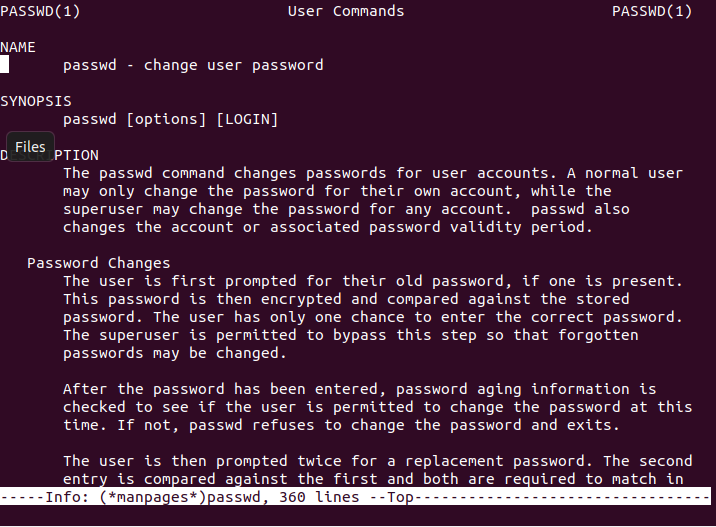 PASSWD(1) User Commands PASSWD(1)
NAME
passwd - change user password
SYNOPSIS
passwd [options] [LOGIN]
Files
DESCRIPTION
The passwd command changes passwords for user accounts. A normal user
may only change the password for their own account, while the
superuser may change the password for any account.  passwd also
changes the account or associated password validity period.
Password Changes
The user is first prompted for their old password, if one is present.
This password is then encrypted and compared against the stored
password. The user has only one chance to enter the correct password.
The superuser is permitted to bypass this step so that forgotten
passwords may be changed.
After the password has been entered, password aging information is
checked to see if the user is permitted to change the password at this
time. If not, passwd refuses to change the password and exits.
The user is then prompted twice for a replacement password. The second
entry is compared against the first and both are required to match in
-----Info: (*manpages*)passwd, 360 lines --Top---------------------------------